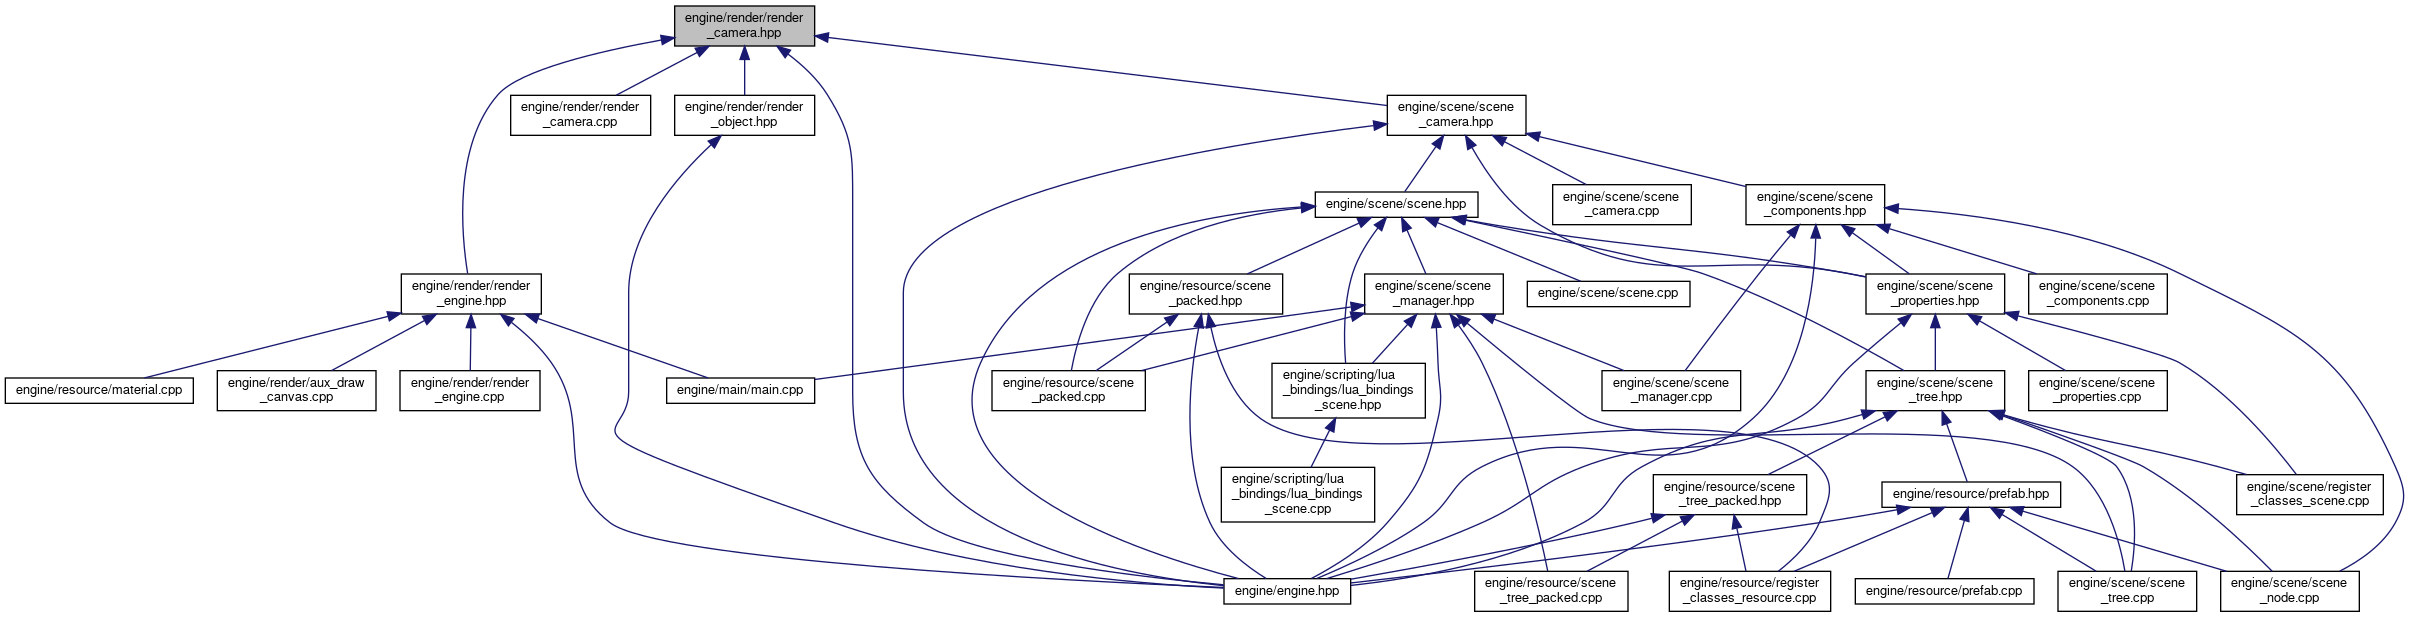 engine/render/render
_camera.hpp
engine/render/render
_camera.cpp
engine/render/render
_object.hpp
engine/scene/scene
_camera.hpp
engine/scene/scene.hpp
engine/scene/scene
_camera.cpp
engine/scene/scene
_components.hpp
engine/render/render
_engine.hpp
engine/resource/scene
_packed.hpp
engine/scene/scene
_manager.hpp
engine/scene/scene.cpp
engine/scene/scene
_properties.hpp
engine/scene/scene
_components.cpp
engine/resource/material.cpp
engine/render/aux_draw
_canvas.cpp
engine/render/render
_engine.cpp
engine/main/main.cpp
engine/resource/scene
_packed.cpp
engine/scripting/lua
_bindings/lua_bindings
_scene.hpp
engine/scene/scene
_manager.cpp
engine/scene/scene
_tree.hpp
engine/scene/scene
_properties.cpp
engine/scripting/lua
_bindings/lua_bindings
_scene.cpp
engine/resource/scene
_tree_packed.hpp
engine/resource/prefab.hpp
engine/scene/register
_classes_scene.cpp
engine/engine.hpp
engine/resource/scene
_tree_packed.cpp
engine/resource/register
_classes_resource.cpp
engine/resource/prefab.cpp
engine/scene/scene
_tree.cpp
engine/scene/scene
_node.cpp